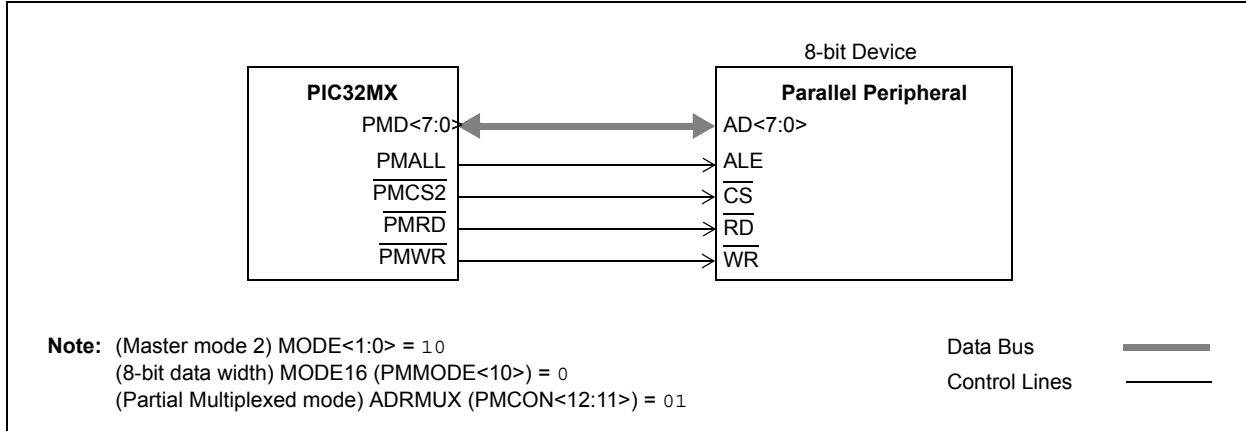 8-bit Device
PIC32MX
Parallel Peripheral
PMD<7:0>
AD<7:0>
PMALL
ALE
PMCS2
CS
PMRD
RD
PMWR
WR
Note: (Master mode 2) MODE<1:0> = 10
(8-bit data width) MODE16 (PMMODE<10>) = 0
(Partial Multiplexed mode) ADRMUX (PMCON<12:11>) = 01
Data Bus
Control Lines